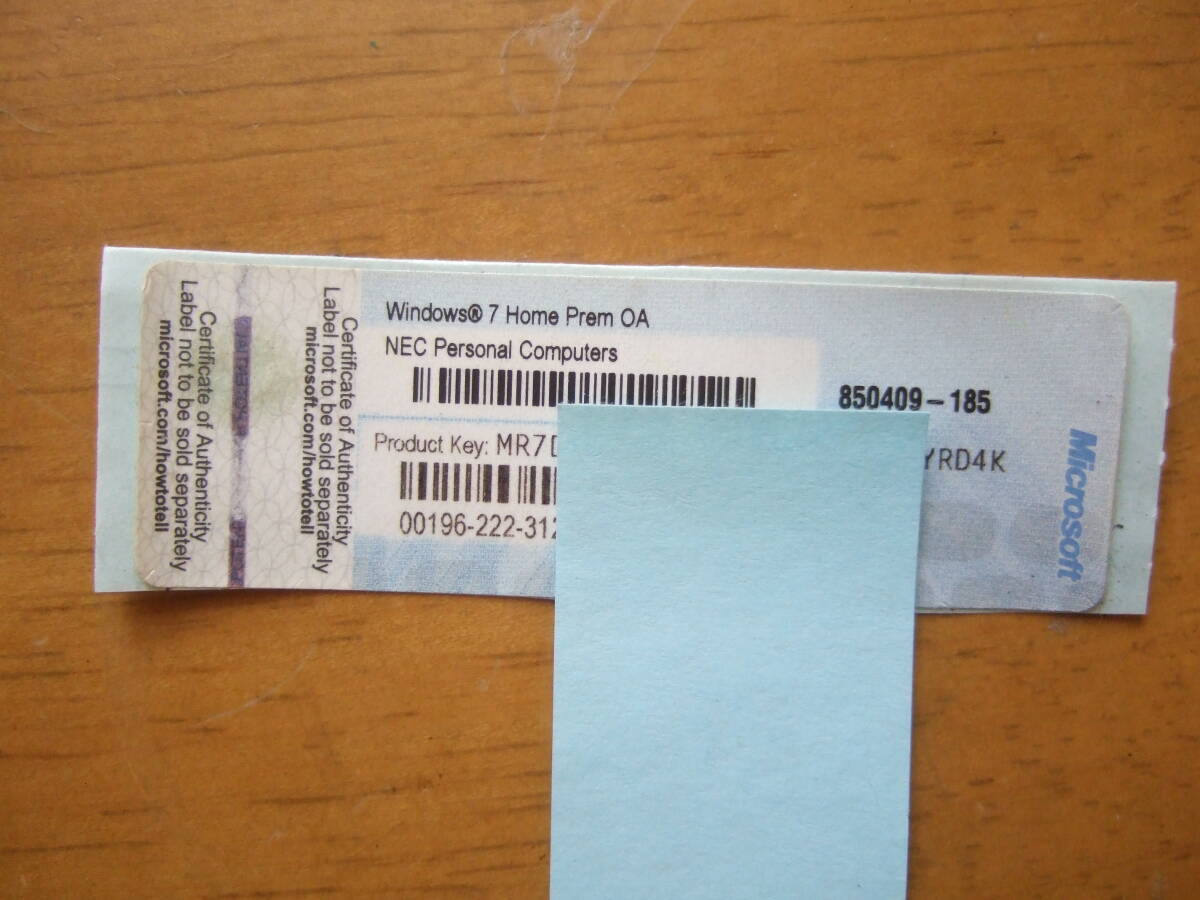 Certificate of Authenticity
Label not to be sold separately
microsoft.com/howtotell
Certificate of Authenticity
Label not to be sold separately
microsoft.com/howtotell
Windows® 7 Home Prem OA
NEC Personal Computers
850409-185
Product Key: MR7 YRD4K
00196-222-312
Microsoft